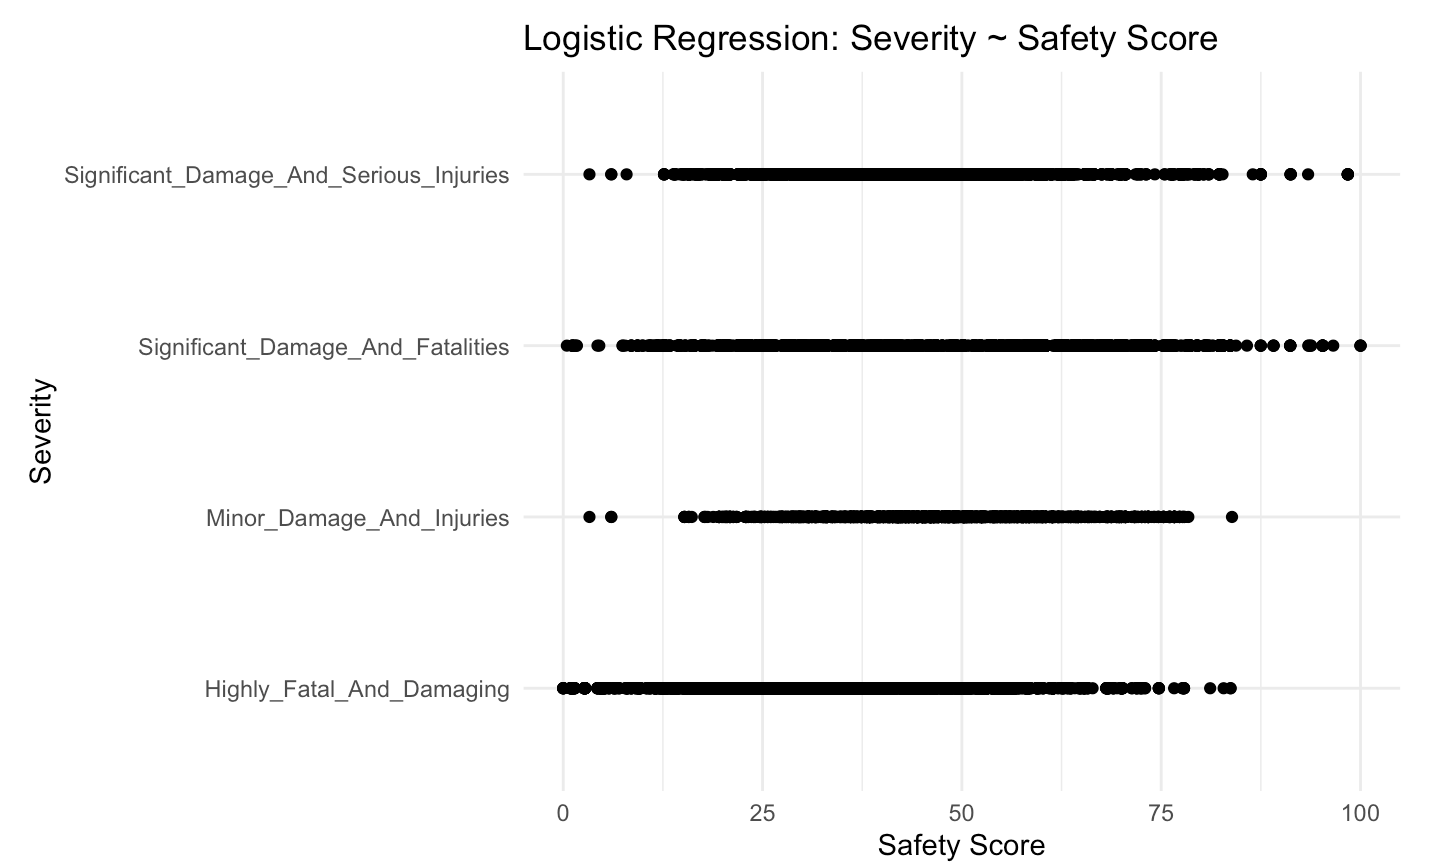 Logistic Regression: Severity ~ Safety Score
Severity
Significant_Damage_And_Serious_Injuries
Significant_Damage_And_Fatalities
Minor_Damage_And_Injuries
Highly_Fatal_And_Damaging
0 25 50 75 100
Safety Score